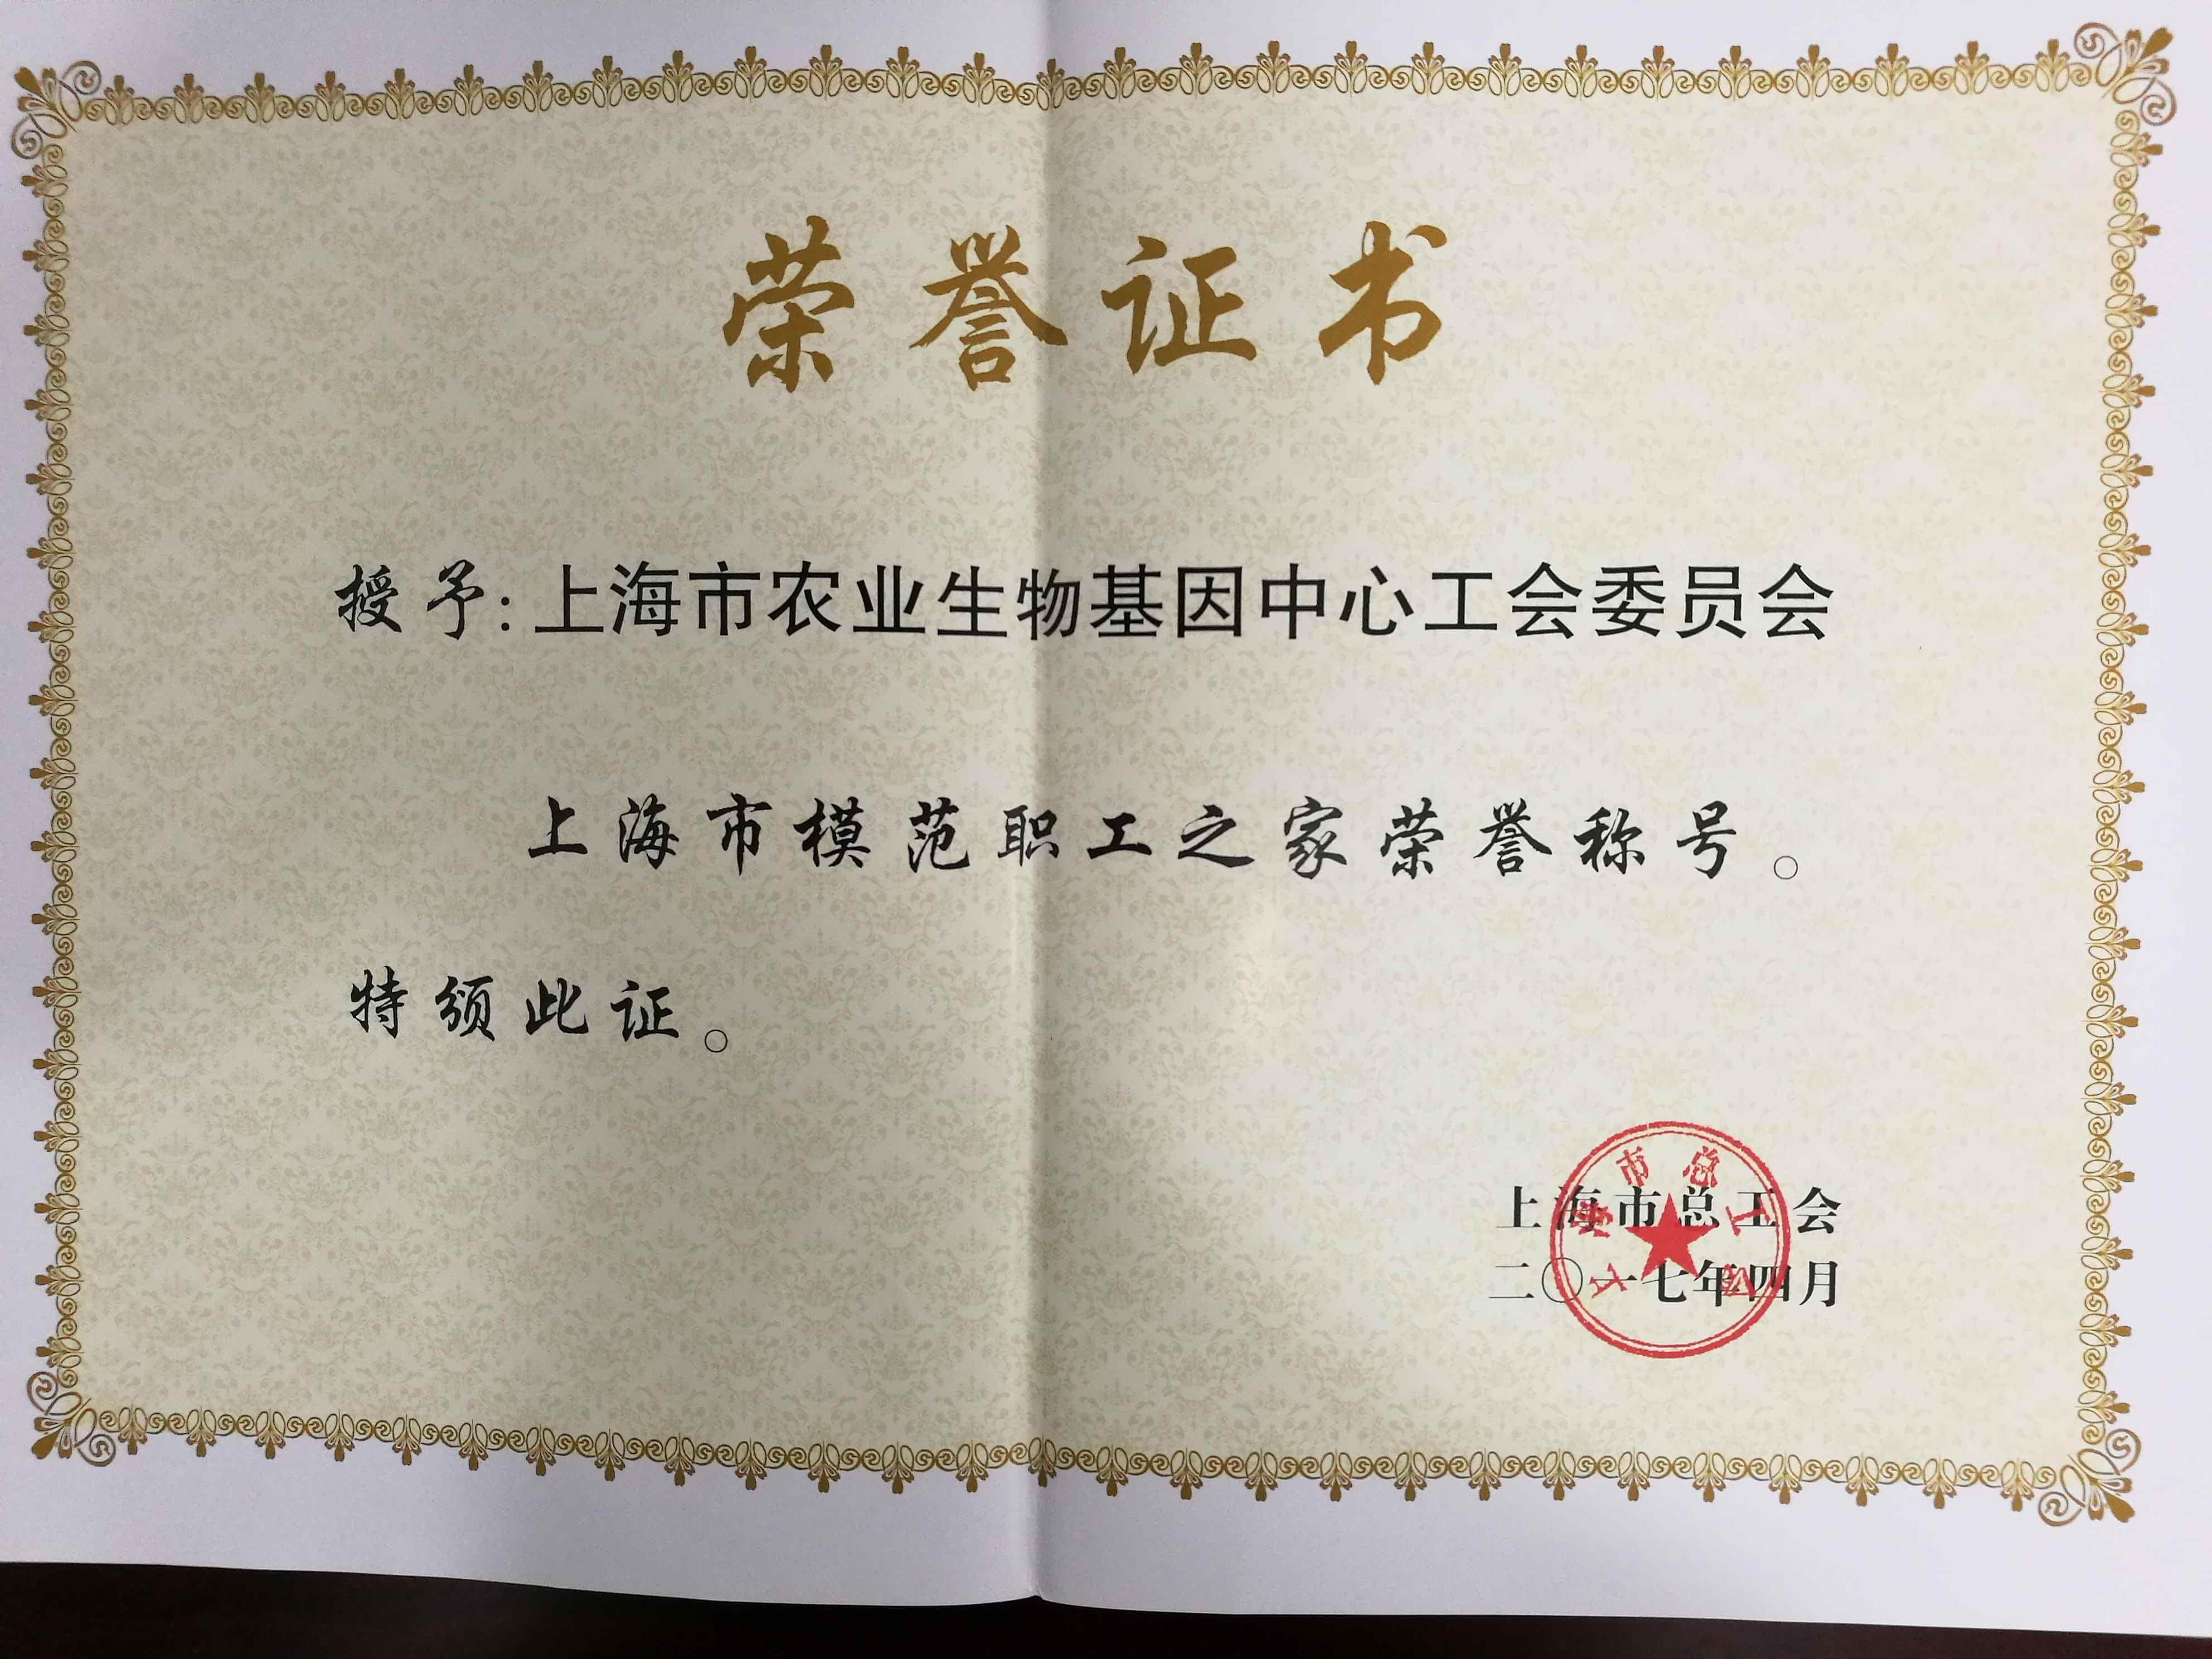 荣誉证书
授予:上海市农业生物基因中心工会委员会
上海市模范职工之家荣誉称号。
特颁此证。
上海市总工会
二〇一七年四月